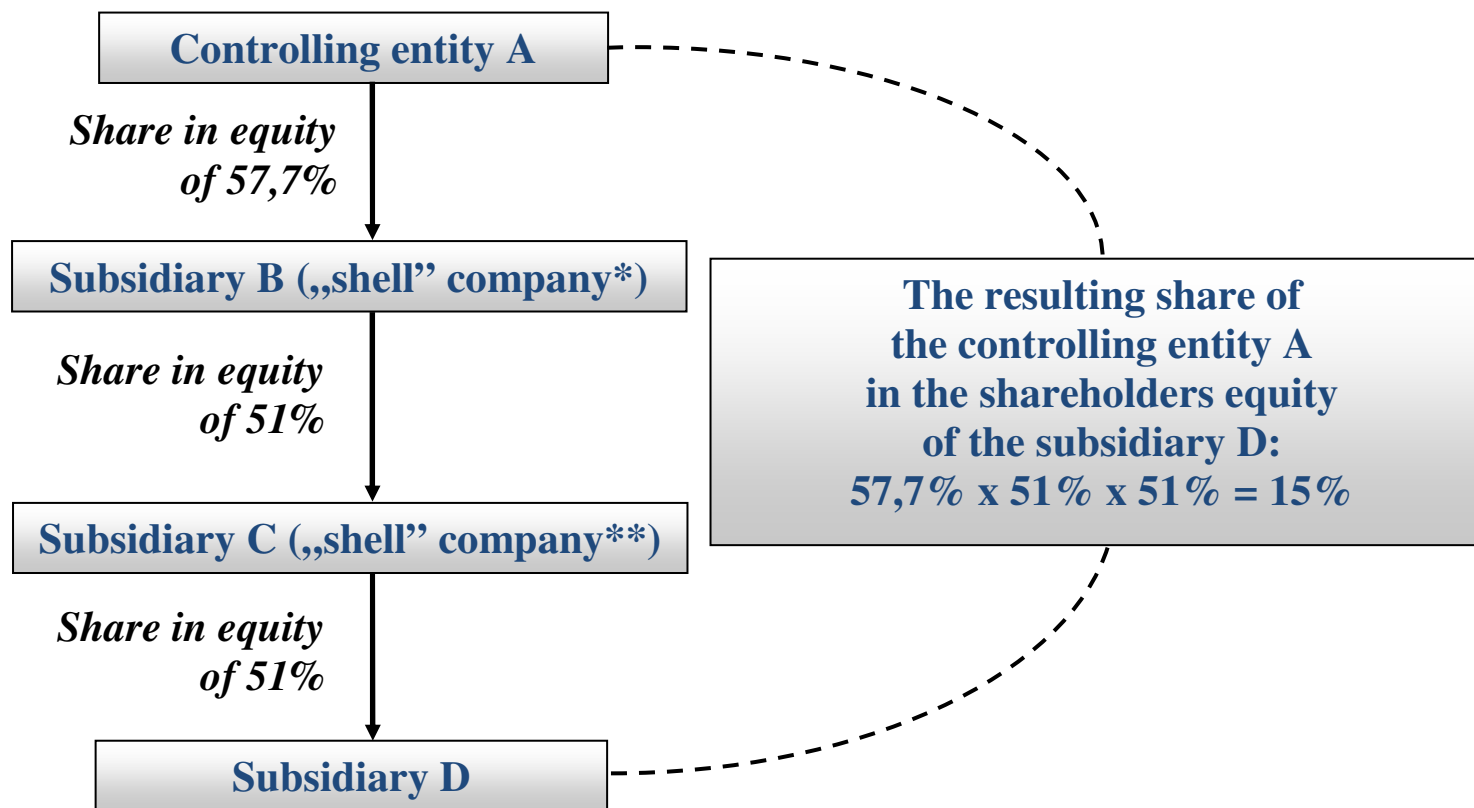 Controlling entity A
Share in equity
of 57,7%
Subsidiary B („shell” company*)
Share in equity
of 51%
Subsidiary C („shell” company**)
Share in equity
of 51%
Subsidiary D
The resulting share of
the controlling entity A
in the shareholders equity
of the subsidiary D:
57,7% x 51% x 51% = 15%